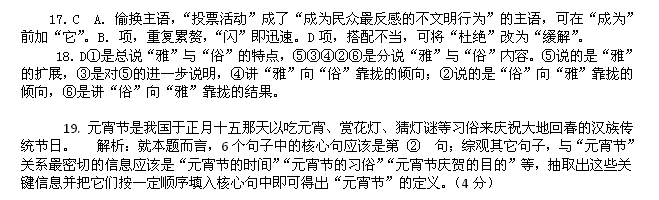 17. C  A. 偷换主语，“投票活动”成了“成为民众最反感的不文明行为”的主语，可在“成为”
前加“它”。B. 项，重复累赘，“闪”即迅速。D 项，搭配不当，可将“杜绝”改为“缓解”。
18. D①是总说“雅”与“俗”的特点，⑤③④②⑥是分说“雅”与“俗”内容。⑤说的是“雅”
的扩展，③是对⑤的进一步说明，④讲“雅”向“俗”靠拢的倾向；②说的是“俗”向“雅”靠拢的
倾向，⑥是讲“俗”向“雅”靠拢的结果。
19. 元宵节是我国于正月十五那天以吃元宵、赏花灯、猜灯谜等习俗来庆祝大地回春的汉族传
统节日。  解析：就本题而言，6 个句子中的核心句应该是第 ② 句；综观其它句子，与“元宵节”
关系最密切的信息应该是“元宵节的时间”“元宵节的习俗”“元宵节庆贺的目的”等，抽取出这些关
键信息并把它们按一定顺序填入核心句中即可得出“元宵节”的定义。（4 分）